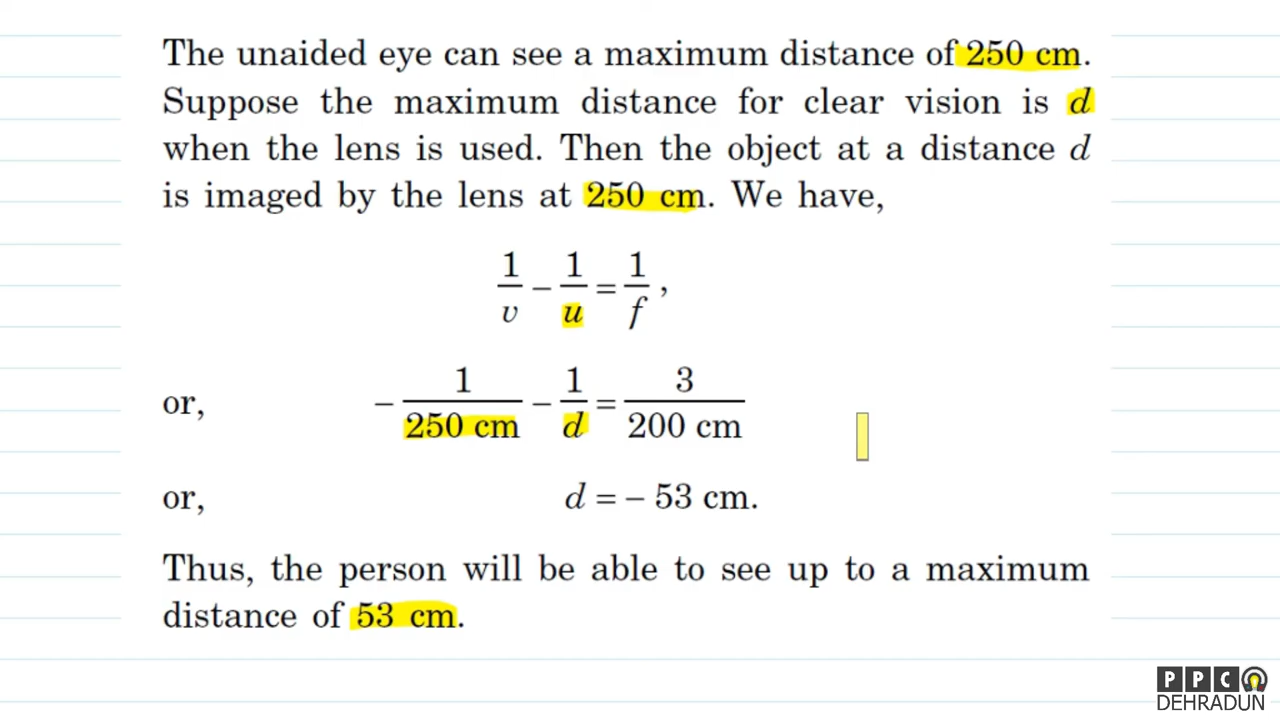 The unaided eye can see a maximum distance of 250 cm.
Suppose the maximum distance for clear vision is d
when the lens is used. Then the object at a distance d
is imaged by the lens at 250 cm. We have,
1/v − 1/u = 1/f ,
or, − 1/250 cm − 1/d = 3/200 cm
or, d = − 53 cm.
Thus, the person will be able to see up to a maximum
distance of 53 cm.
PPC
DEHRADUN